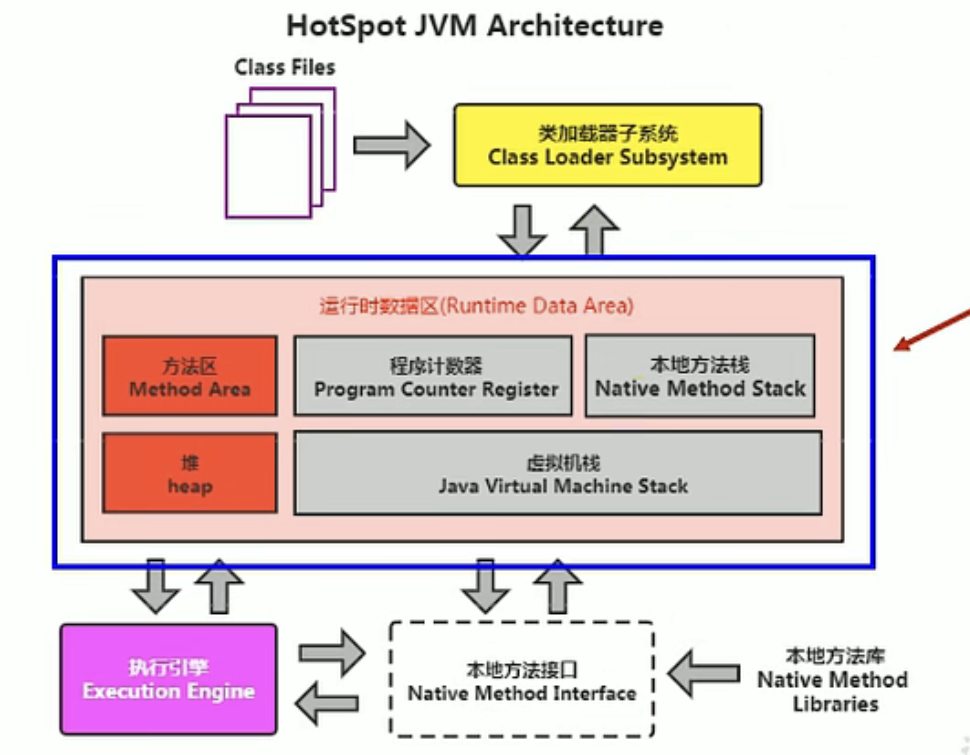 HotSpot JVM Architecture
Class Files
类加载器子系统
Class Loader Subsystem
运行时数据区(Runtime Data Area)
方法区
Method Area
程序计数器
Program Counter Register
本地方法栈
Native Method Stack
堆
heap
虚拟机栈
Java Virtual Machine Stack
执行引擎
Execution Engine
本地方法接口
Native Method Interface
本地方法库
Native Method
Libraries